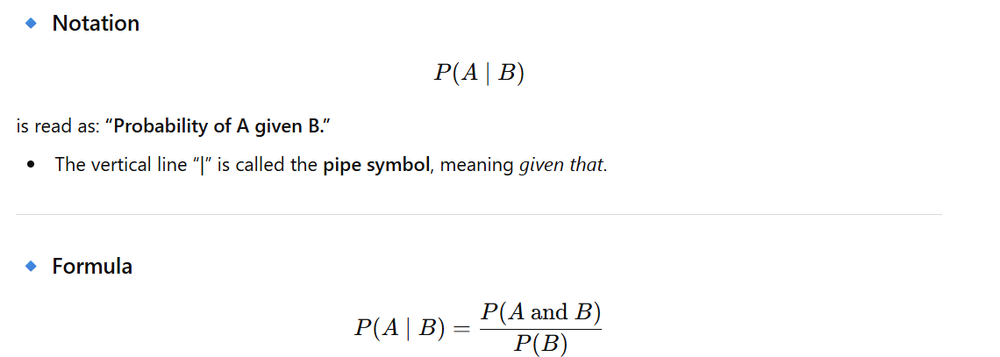 Notation
P(A | B)
is read as: “Probability of A given B.”
• The vertical line “|” is called the pipe symbol, meaning given that.
Formula
P(A | B) = P(A and B) / P(B)